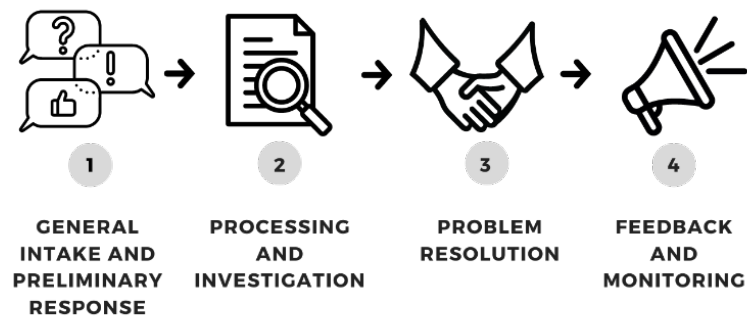 1
GENERAL
INTAKE AND
PRELIMINARY
RESPONSE
2
PROCESSING
AND
INVESTIGATION
3
PROBLEM
RESOLUTION
4
FEEDBACK
AND
MONITORING